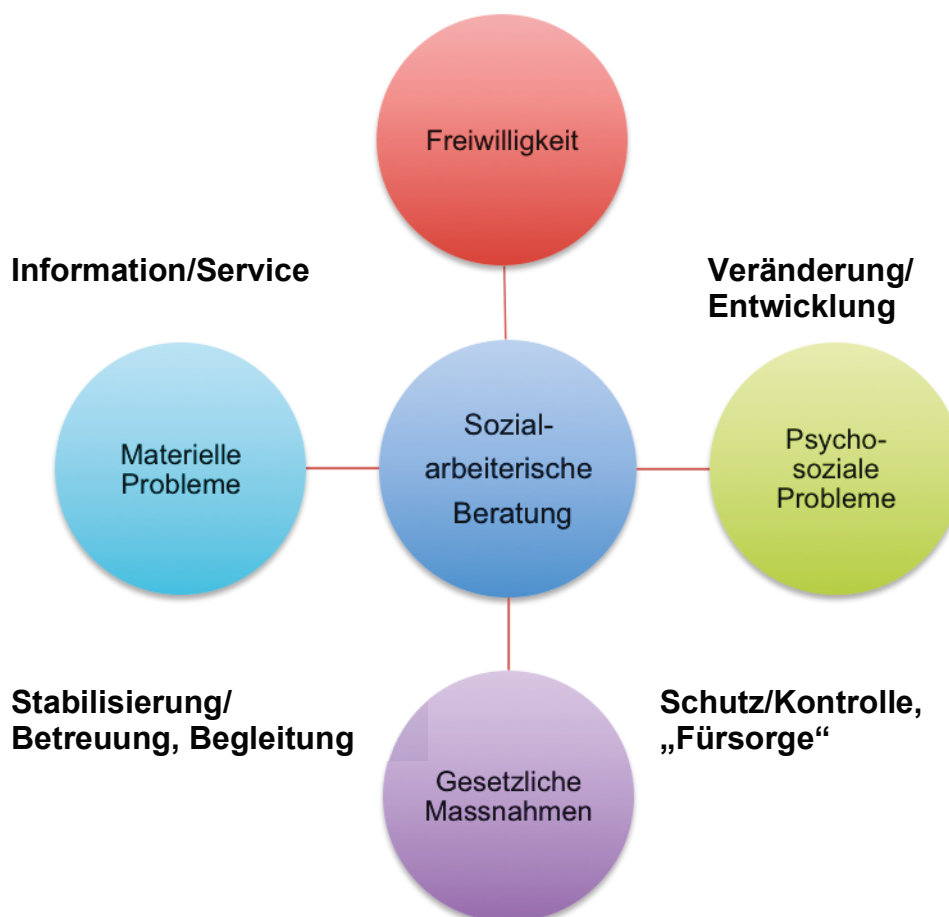 Freiwilligkeit
Information/Service
Veränderung/
Entwicklung
Materielle
Probleme
Sozial-
arbeiterische
Beratung
Psycho-
soziale
Probleme
Stabilisierung/
Betreuung, Begleitung
Schutz/Kontrolle,
„Fürsorge“
Gesetzliche
Massnahmen